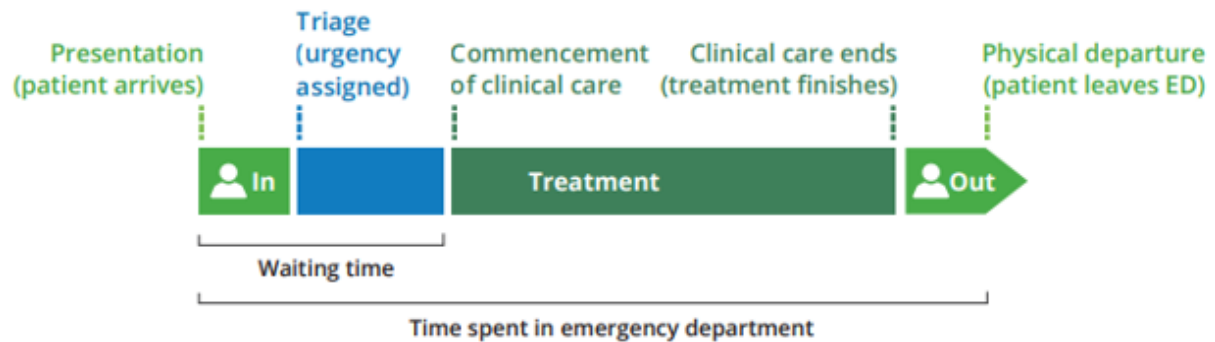 Presentation
(patient arrives)
Triage
(urgency
assigned)
Commencement
of clinical care
Clinical care ends
(treatment finishes)
Physical departure
(patient leaves ED)
In
Treatment
Out
Waiting time
Time spent in emergency department